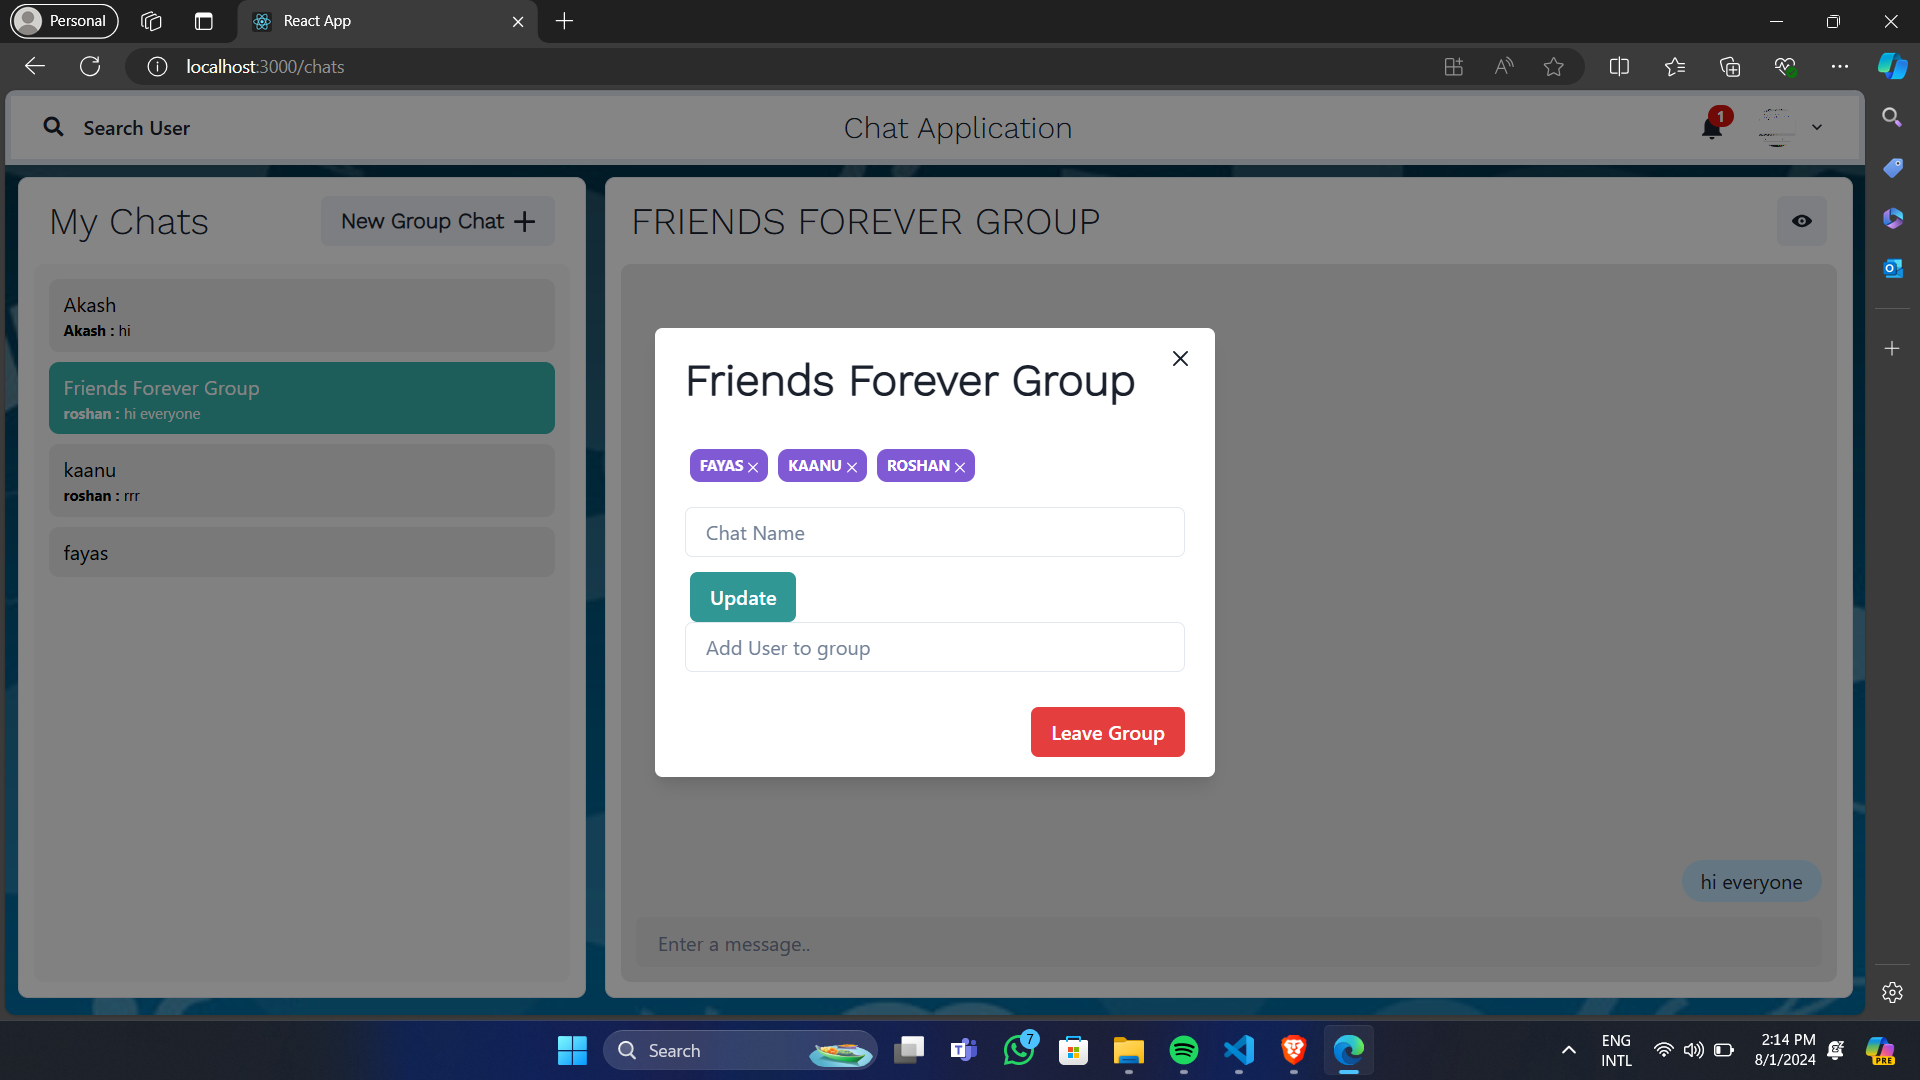 Personal
React App
localhost:3000/chats
Search User
Chat Application
1
My Chats
New Group Chat
FRIENDS FOREVER GROUP
Akash
Akash : hi
Friends Forever Group
roshan : hi everyone
kaanu
roshan : rrr
fayas
Friends Forever Group
FAYAS KAANU ROSHAN
Chat Name
Update
Add User to group
Leave Group
hi everyone
Enter a message..
Search
7
ENG
INTL
2:14 PM
8/1/2024
PRE